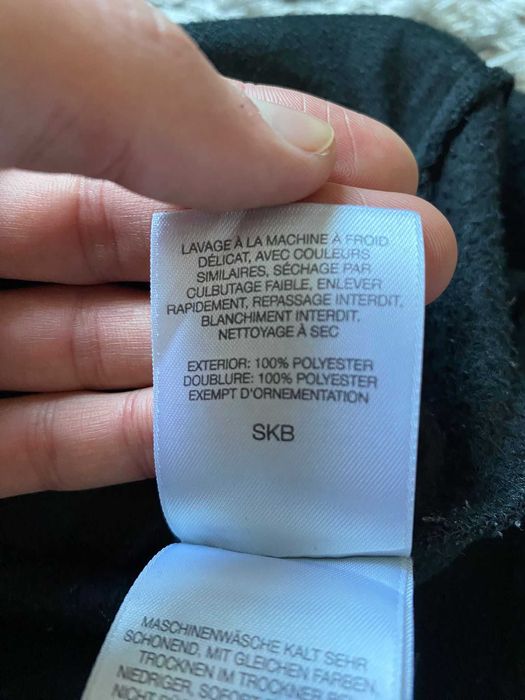 LAVAGE À LA MACHINE À FROID
DÉLICAT, AVEC COULEURS
SIMILAIRES, SÉCHAGE PAR
CULBUTAGE FAIBLE, ENLEVER
RAPIDEMENT, REPASSAGE INTERDIT,
BLANCHIMENT INTERDIT.
NETTOYAGE À SEC
EXTERIOR: 100% POLYESTER
DOUBLURE: 100% POLYESTER
EXEMPT D'ORNEMENTATION
SKB
MASCHINENWÄSCHE KALT SEHR
SCHONEND, MIT GLEICHEN FARBEN,
TROCKNEN IM TROCKNER BEI
NIEDRIGER,
NICHT